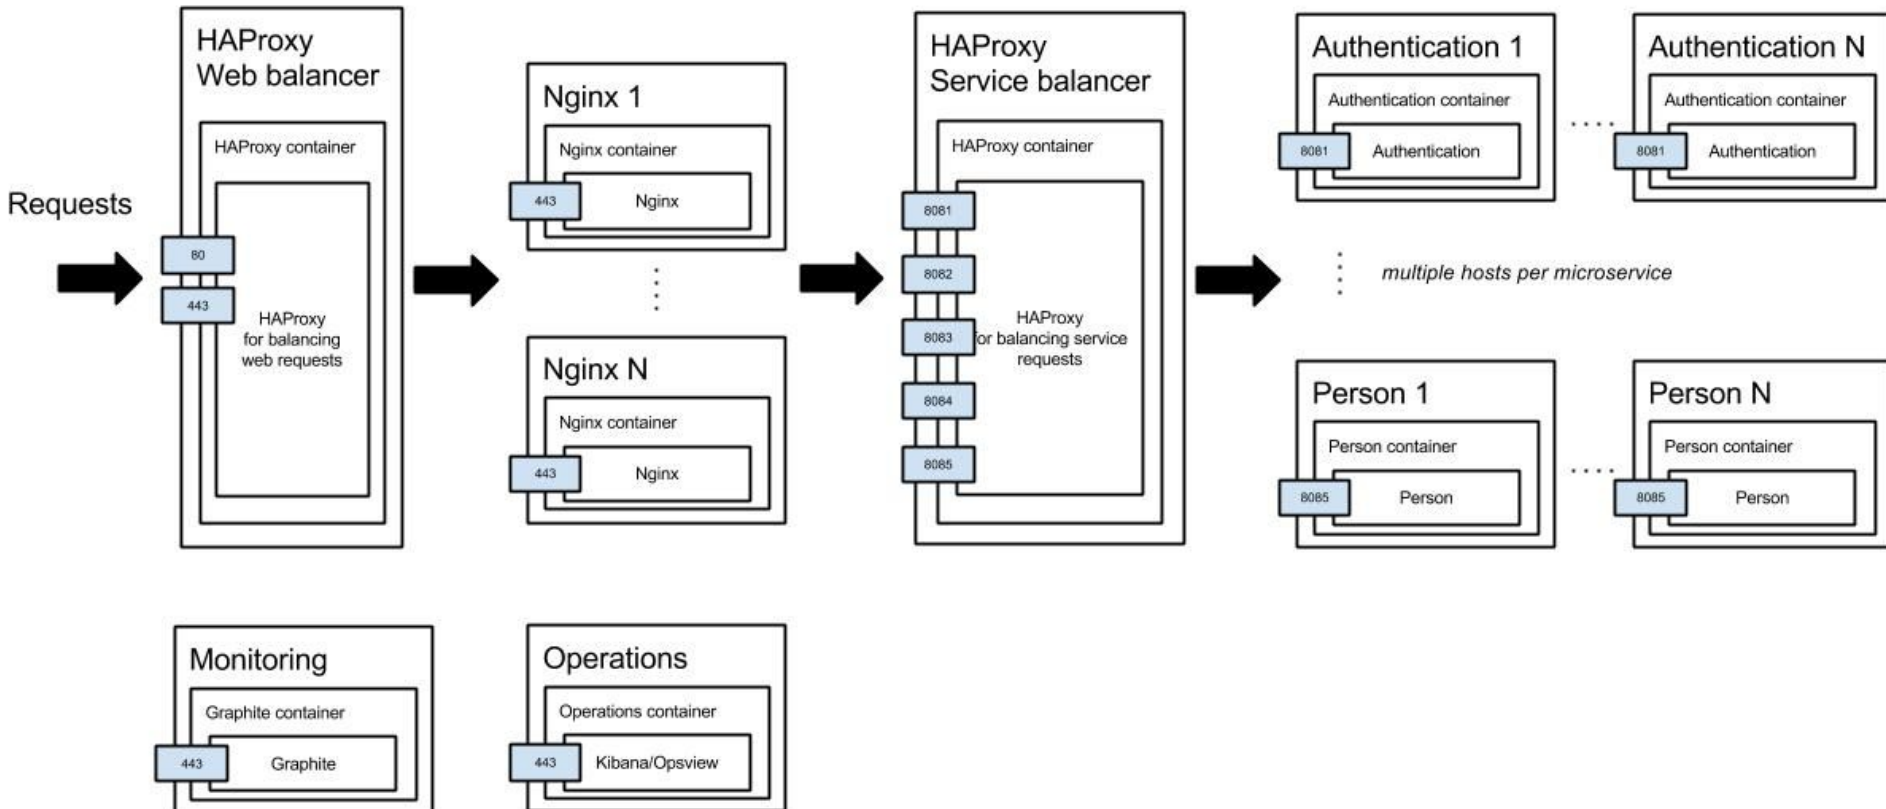 Requests
HAProxy
Web balancer
HAProxy container
80
443
HAProxy
for balancing
web requests
Nginx 1
Nginx container
443
Nginx
Nginx N
Nginx container
443
Nginx
HAProxy
Service balancer
HAProxy container
8081
8082
8083
8084
8085
HAProxy
for balancing service
requests
Authentication 1
Authentication container
8081
Authentication
Authentication N
Authentication container
8081
Authentication
multiple hosts per microservice
Person 1
Person container
8085
Person
Person N
Person container
8085
Person
Monitoring
Graphite container
443
Graphite
Operations
Operations container
443
Kibana/Opsview